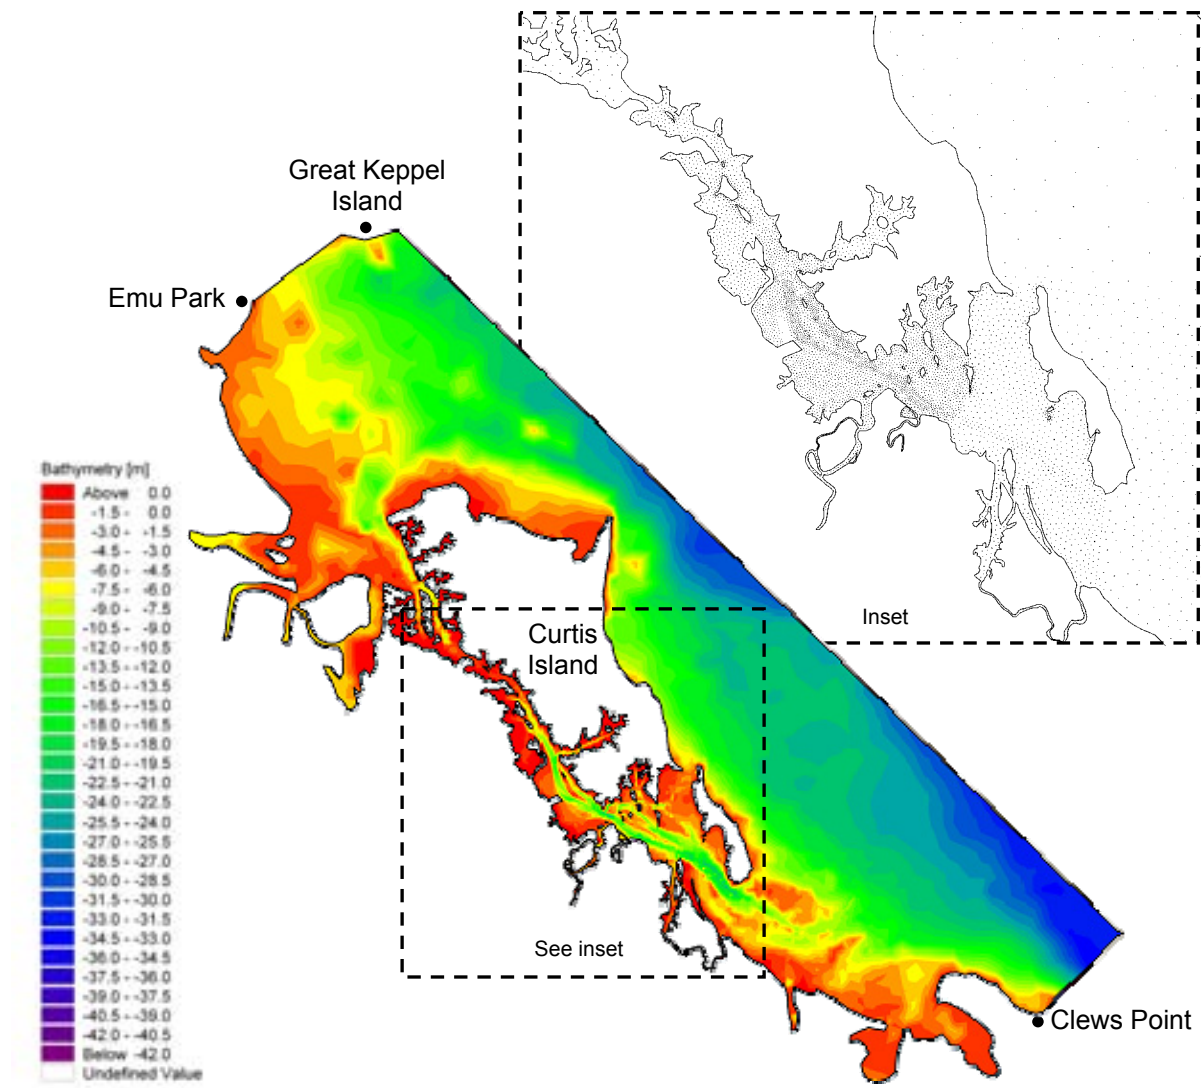 Great Keppel
Island
Emu Park
Inset
Curtis
Island
See inset
Clews Point
Bathymetry [m]
Above 0.0
-1.5 - 0.0
-3.0 - -1.5
-4.5 - -3.0
-6.0 - -4.5
-7.5 - -6.0
-9.0 - -7.5
-10.5 - -9.0
-12.0 - -10.5
-13.5 - -12.0
-15.0 - -13.5
-16.5 - -15.0
-18.0 - -16.5
-19.5 - -18.0
-21.0 - -19.5
-22.5 - -21.0
-24.0 - -22.5
-25.5 - -24.0
-27.0 - -25.5
-28.5 - -27.0
-30.0 - -28.5
-31.5 - -30.0
-33.0 - -31.5
-34.5 - -33.0
-36.0 - -34.5
-37.5 - -36.0
-39.0 - -37.5
-40.5 - -39.0
-42.0 - -40.5
Below -42.0
Undefined Value